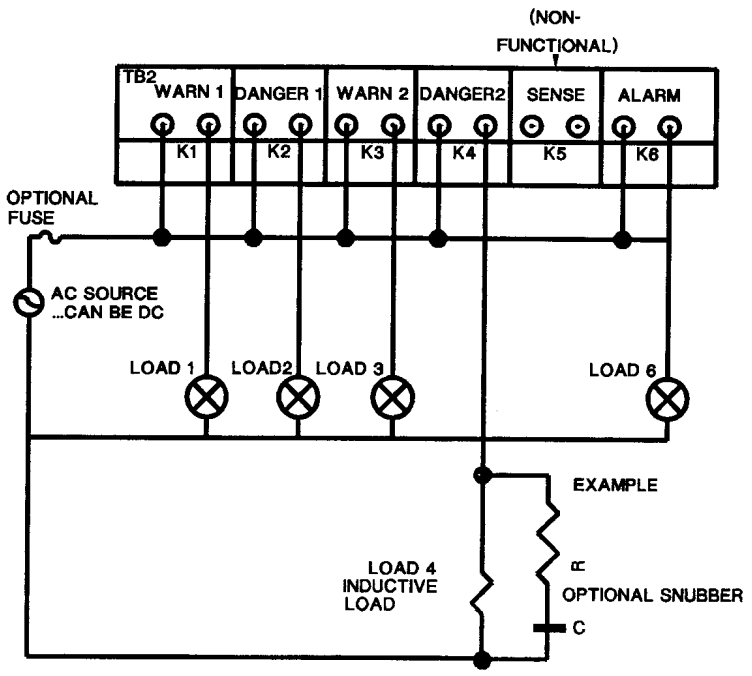 (NON-
FUNCTIONAL)
TB2
WARN 1
DANGER 1
WARN 2
DANGER2
SENSE
ALARM
K1
K2
K3
K4
K5
K6
OPTIONAL
FUSE
AC SOURCE
...CAN BE DC
LOAD 1
LOAD2
LOAD 3
LOAD 6
EXAMPLE
LOAD 4
INDUCTIVE
LOAD
R
OPTIONAL SNUBBER
C